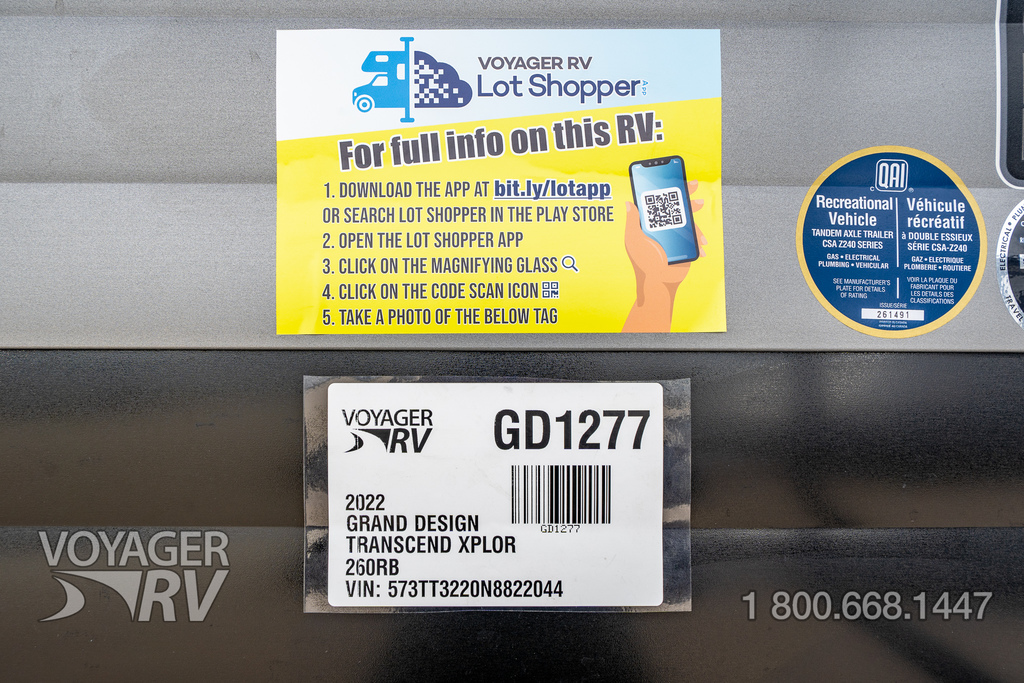 VOYAGER RV
Lot Shopper App
For full info on this RV:
1. DOWNLOAD THE APP AT bit.ly/lotapp
OR SEARCH LOT SHOPPER IN THE PLAY STORE
2. OPEN THE LOT SHOPPER APP
3. CLICK ON THE MAGNIFYING GLASS
4. CLICK ON THE CODE SCAN ICON
5. TAKE A PHOTO OF THE BELOW TAG
QAI
C
Recreational
Vehicle
TANDEM AXLE TRAILER
CSA Z240 SERIES
GAS • ELECTRICAL
PLUMBING • VEHICULAR
SEE MANUFACTURER'S
PLATE FOR DETAILS
OF RATING
Véhicule
récréatif
à DOUBLE ESSIEUX
SÉRIE CSA-Z240
GAZ • ELECTRIQUE
PLOMBERIE • ROUTIERE
VOIR LA PLAQUE DU
FABRICANT POUR
LES DETAILS DES
CLASSIFICATIONS
ISSUE/SÉRIE
261491
ELECTRICAL
TRAVEL
VOYAGER
RV
GD1277
GD1277
2022
GRAND DESIGN
TRANSCEND XPLOR
260RB
VIN: 573TT3220N8822044
VOYAGER
RV
1 800.668.1447